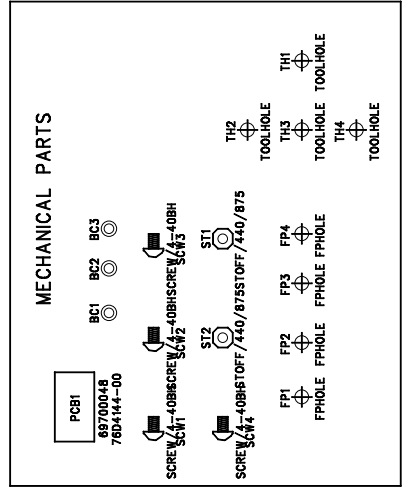 MECHANICAL PARTS
PCB1
69700048
76D4144-00
BC1
BC2
BC3
SCREW/4-40BH
SCW1
SCREW/4-40BH
SCW2
SCREW/4-40BH
SCW3
SCREW/4-40BH
SCW4
ST2
STOFF/440/875
ST1
STOFF/440/875
FP1
FPHOLE
FP2
FPHOLE
FP3
FPHOLE
FP4
FPHOLE
TH2
TOOLHOLE
TH1
TOOLHOLE
TH3
TOOLHOLE
TH4
TOOLHOLE